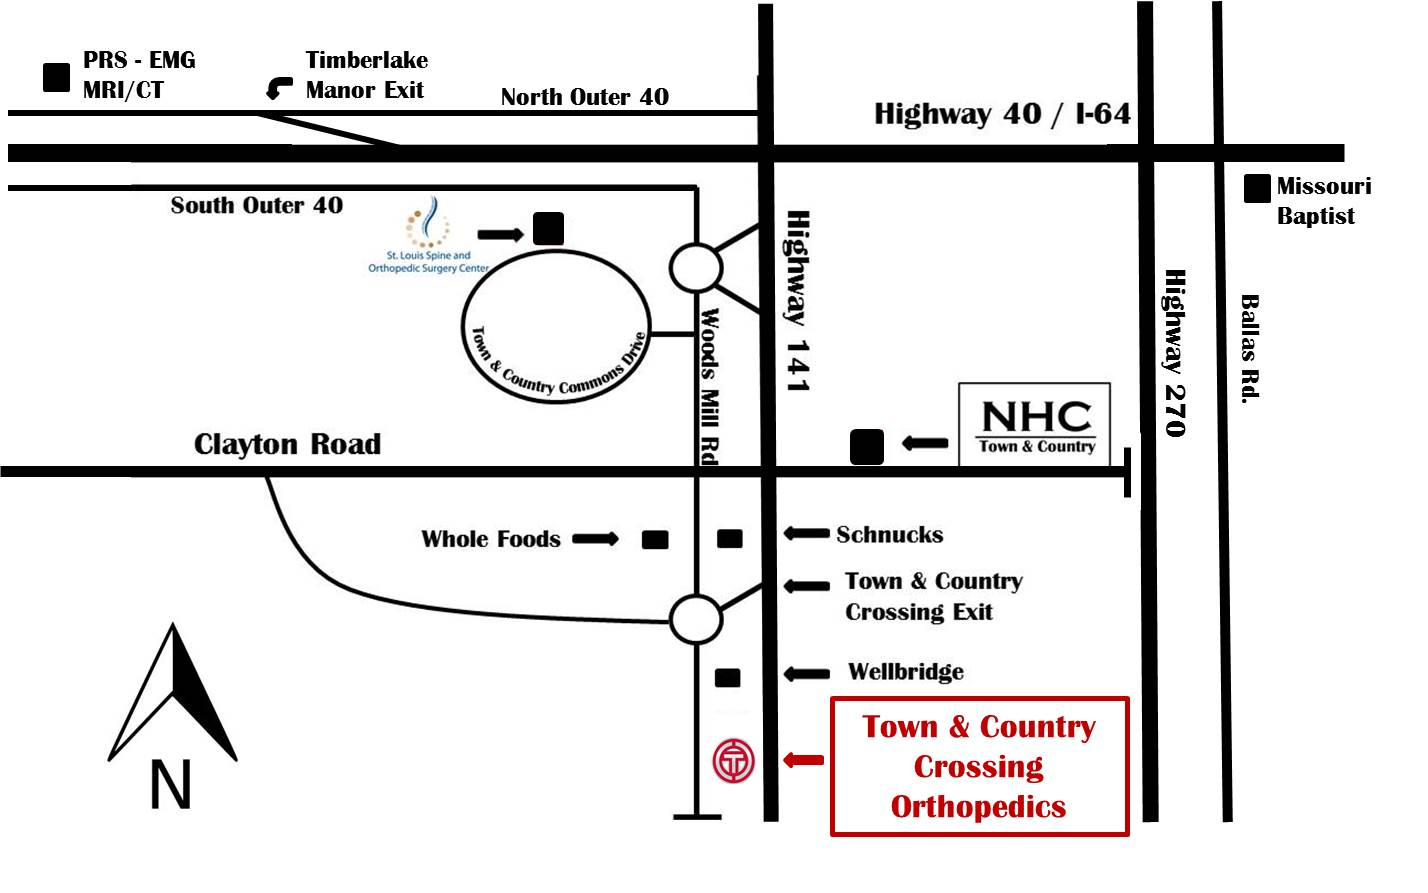 PRS - EMG
MRI/CT
Timberlake
Manor Exit
North Outer 40
Highway 40 / I-64
South Outer 40
Missouri
Baptist
St. Louis Spine and
Orthopedic Surgery Center
Town & Country Commons Drive
Woods Mill Rd
Highway 141
Highway 270
Ballas Rd.
NHC
Town & Country
Clayton Road
Whole Foods
Schnucks
Town & Country
Crossing Exit
Wellbridge
Town & Country
Crossing
Orthopedics
N